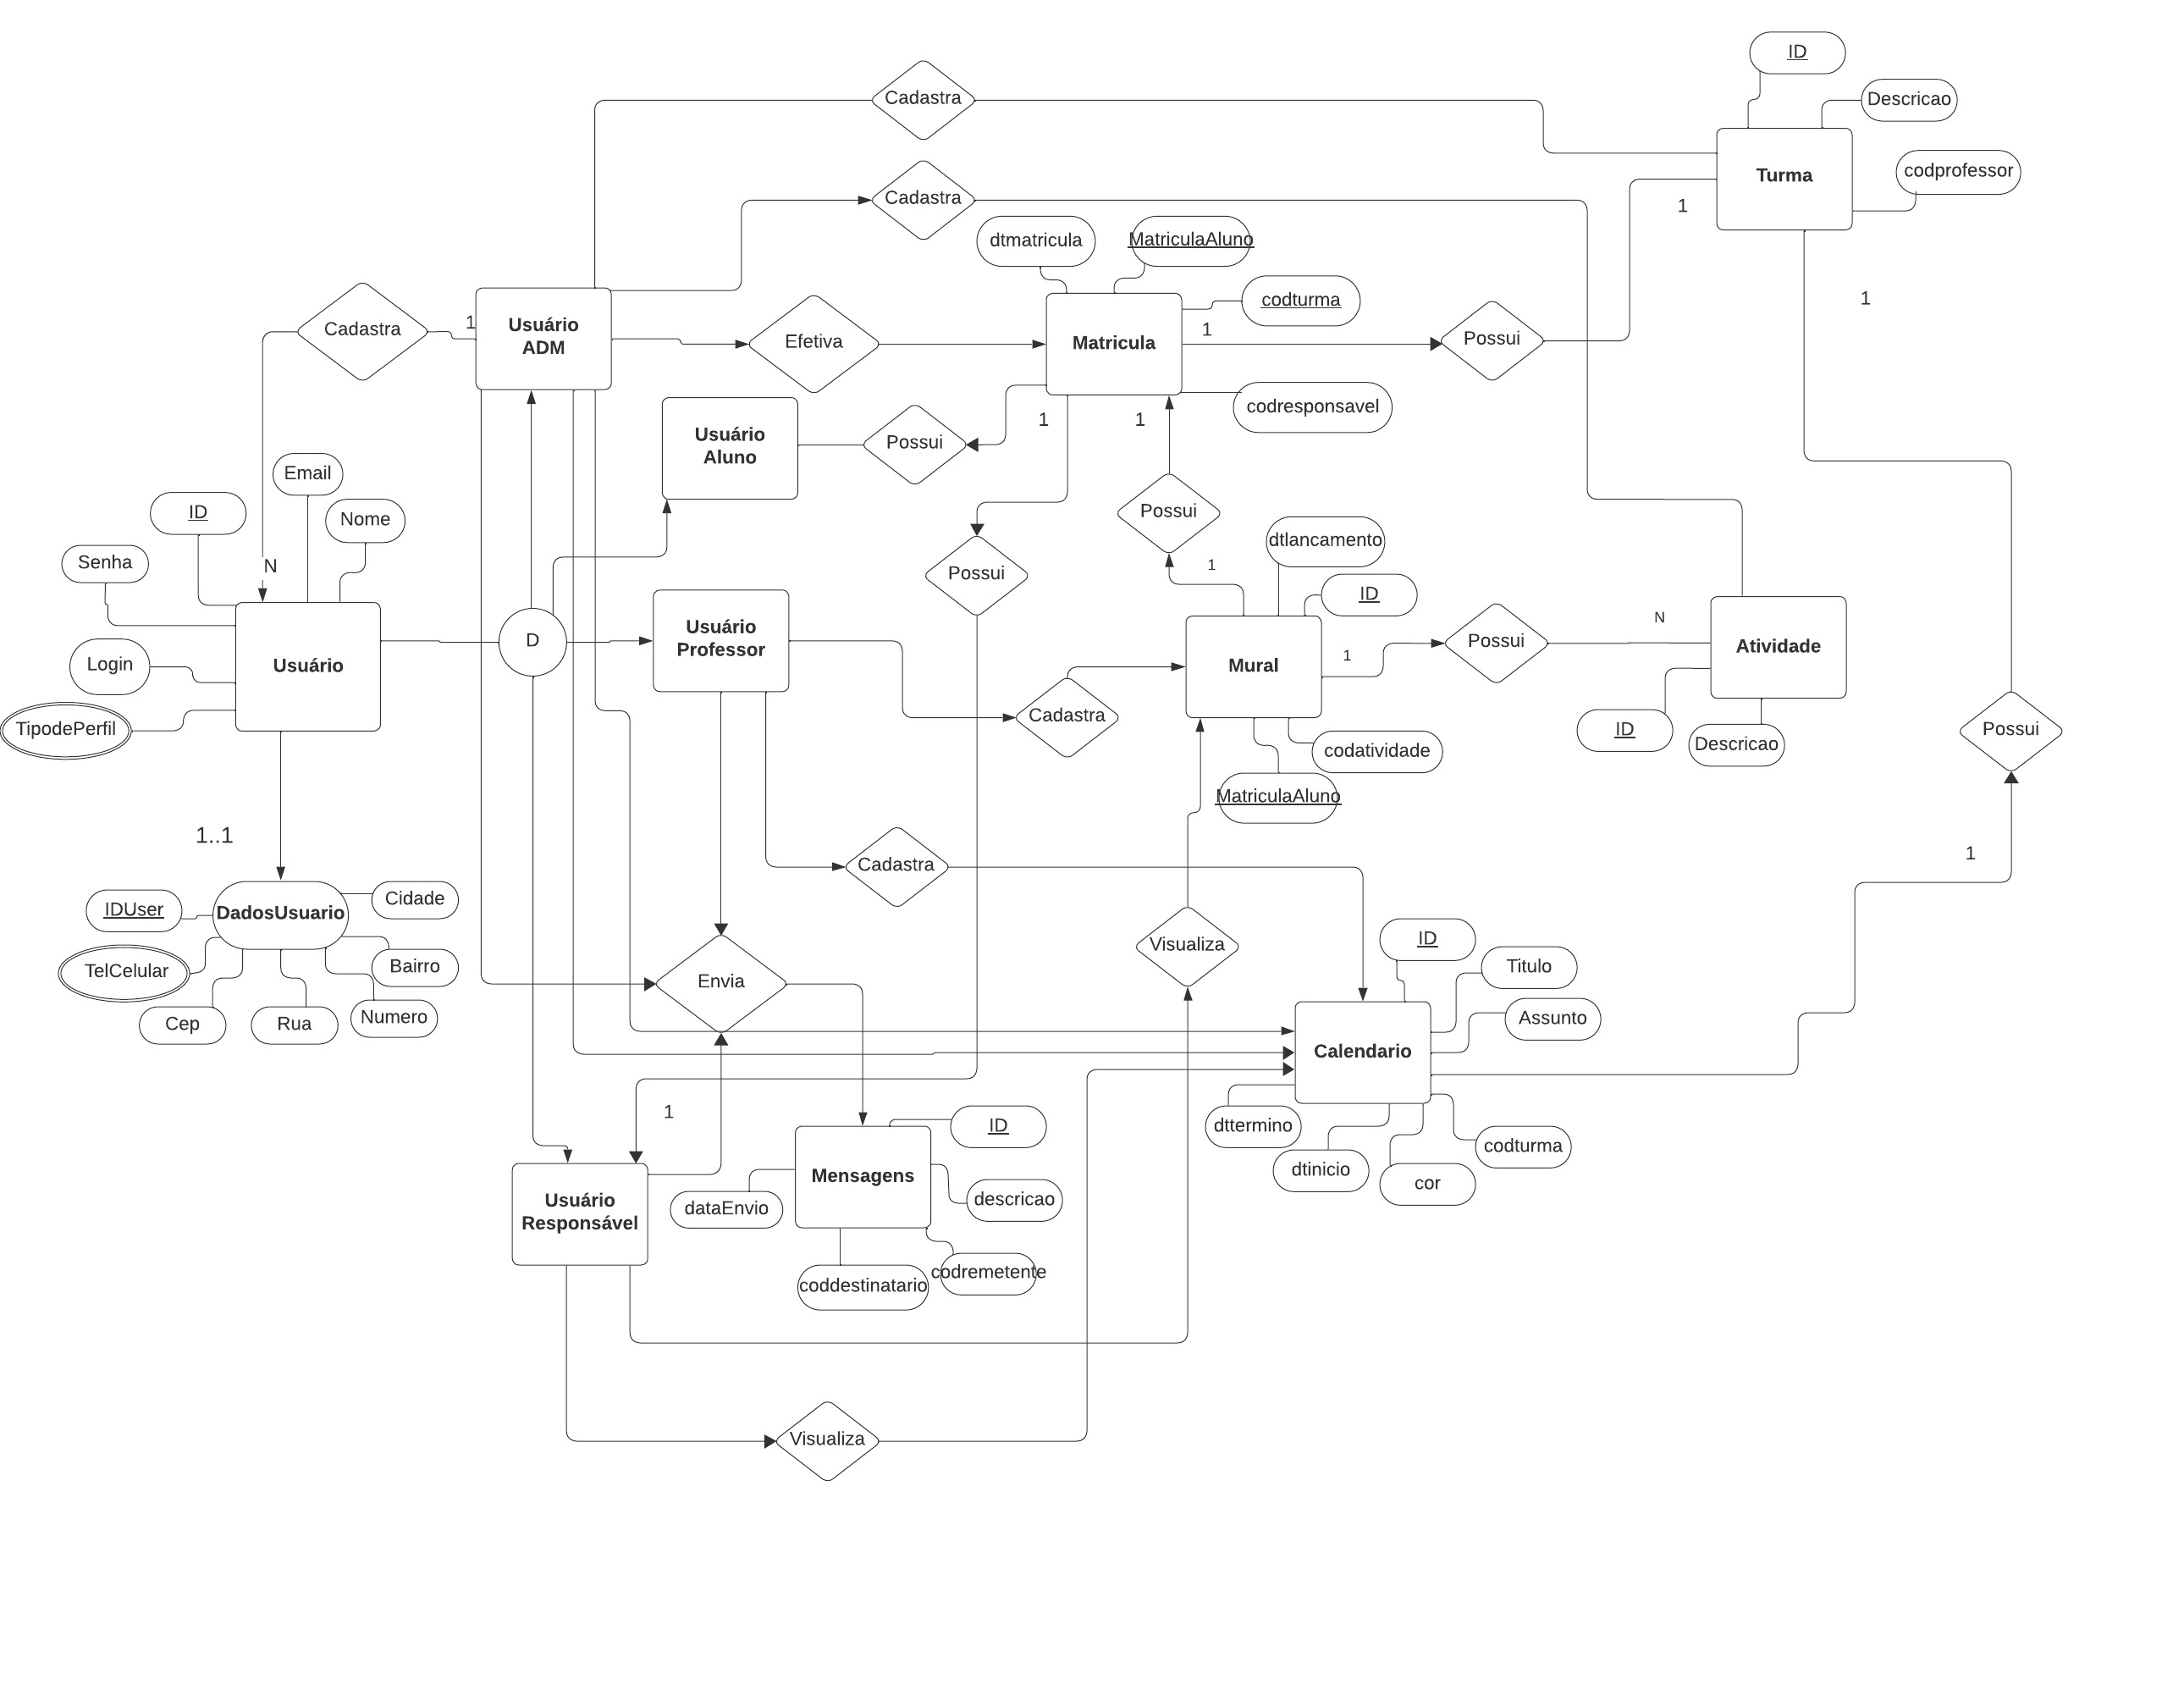 ID
Cadastra
Descricao
codprofessor
Turma
Cadastra
1
dtmatricula
MatriculaAluno
codturma
1
Cadastra
1
Usuário
ADM
Efetiva
Matricula
1
Possui
codresponsavel
1
1
Usuário
Aluno
Possui
Email
ID
Nome
Possui
dtlancamento
Senha
N
1
Possui
ID
N
D
Usuário
Professor
Login
Usuário
Mural
1
Possui
Atividade
TipodePerfil
Cadastra
codatividade
ID
Descricao
Possui
MatriculaAluno
1..1
1
Cadastra
IDUser
DadosUsuario
Cidade
TelCelular
Bairro
Envia
Visualiza
ID
Titulo
Cep
Rua
Numero
Assunto
Calendario
1
ID
dttermino
codturma
dtinicio
cor
Mensagens
Usuário
Responsável
dataEnvio
descricao
coddestinatario
codremetente
Visualiza